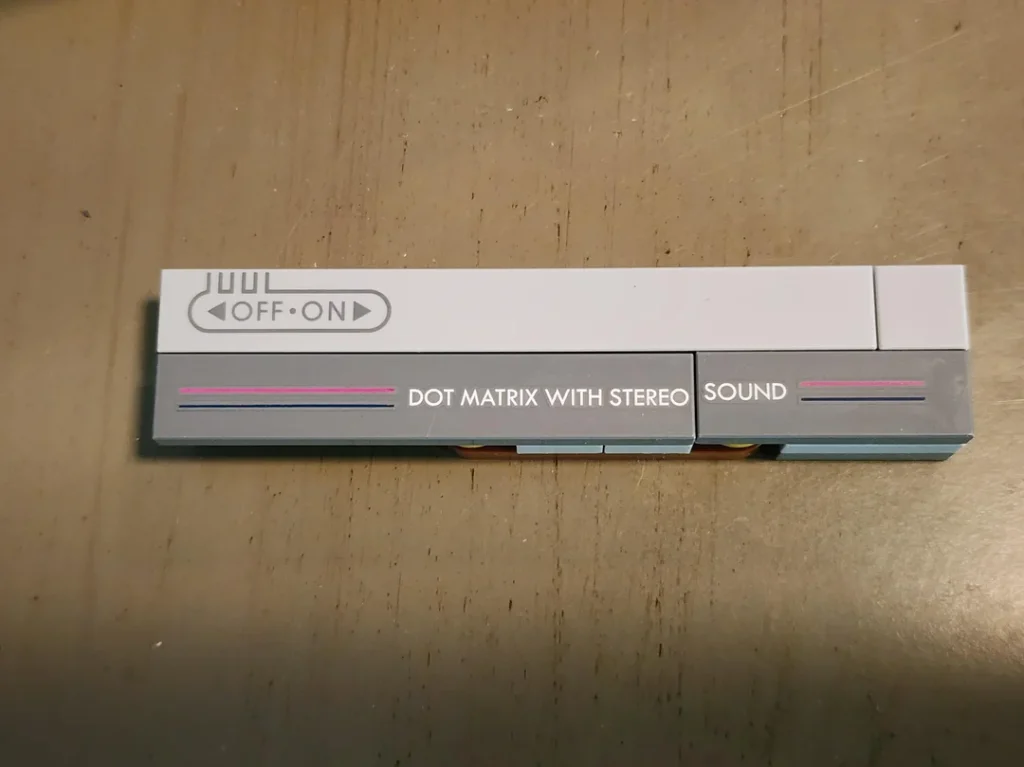 ◀OFF•ON▶
DOT MATRIX WITH STEREO SOUND